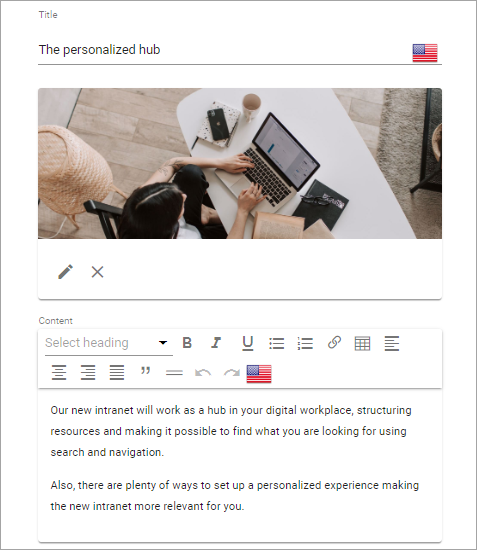 Title
The personalized hub
Content
Select heading
B I U
Our new intranet will work as a hub in your digital workplace, structuring
resources and making it possible to find what you are looking for using
search and navigation.
Also, there are plenty of ways to set up a personalized experience making
the new intranet more relevant for you.